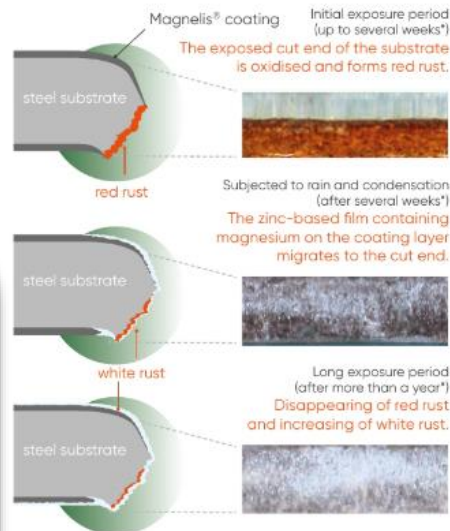 Magnelis® coating
steel substrate
red rust
Initial exposure period
(up to several weeks*)
The exposed cut end of the substrate
is oxidised and forms red rust.
steel substrate
white rust
Subjected to rain and condensation
(after several weeks*)
The zinc-based film containing
magnesium on the coating layer
migrates to the cut end.
steel substrate
Long exposure period
(after more than a year*)
Disappearing of red rust
and increasing of white rust.